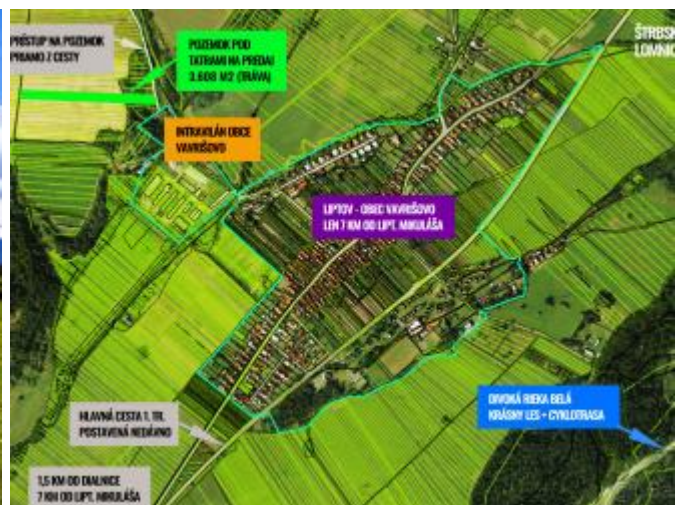 PRÍSTUP NA POZEMOK
PRIAMO Z CESTY
POZEMOK POD
TATRAMI NA PREDAJ
3.608 M2 (TRÁVA)
ŠTRBSK
LOMNIC
INTRAVILÁN OBCE
VAVRIŠOVO
LIPTOV - OBEC VAVRIŠOVO
LEN 7 KM OD LIPT. MIKULÁŠA
DIVOKÁ RIEKA BELÁ
KRÁSNY LES + CYKLOTRASA
HLAVNÁ CESTA 1. TR.
POSTAVENÁ NEDÁVNO
1,5 KM OD DIALNICE
7 KM OD LIPT. MIKULÁŠA